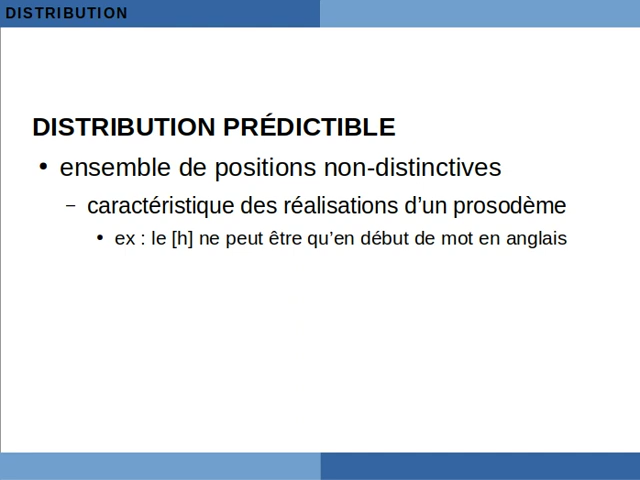 DISTRIBUTION
DISTRIBUTION PRÉDICTIBLE
• ensemble de positions non-distinctives
– caractéristique des réalisations d’un prosodème
• ex : le [h] ne peut être qu’en début de mot en anglais